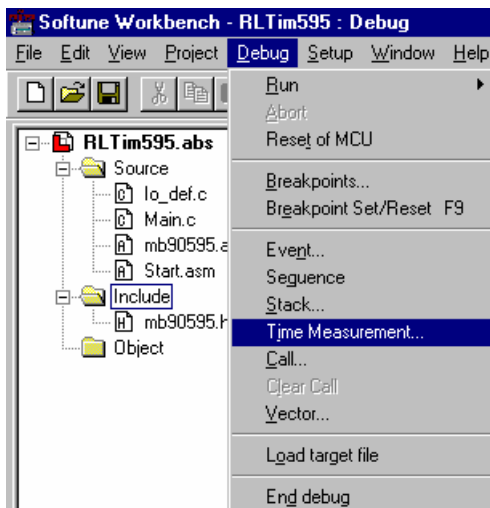 Softune Workbench - RLTim595 : Debug
File Edit View Project Debug Setup Window Help
RLTim595.abs
Source
Io_def.c
Main.c
mb90595.a
Start.asm
Include
mb90595.h
Object
Run
Abort
Reset of MCU
Breakpoints...
Breakpoint Set/Reset F9
Event...
Sequence
Stack...
Time Measurement...
Call...
Clear Call
Vector...
Load target file
End debug